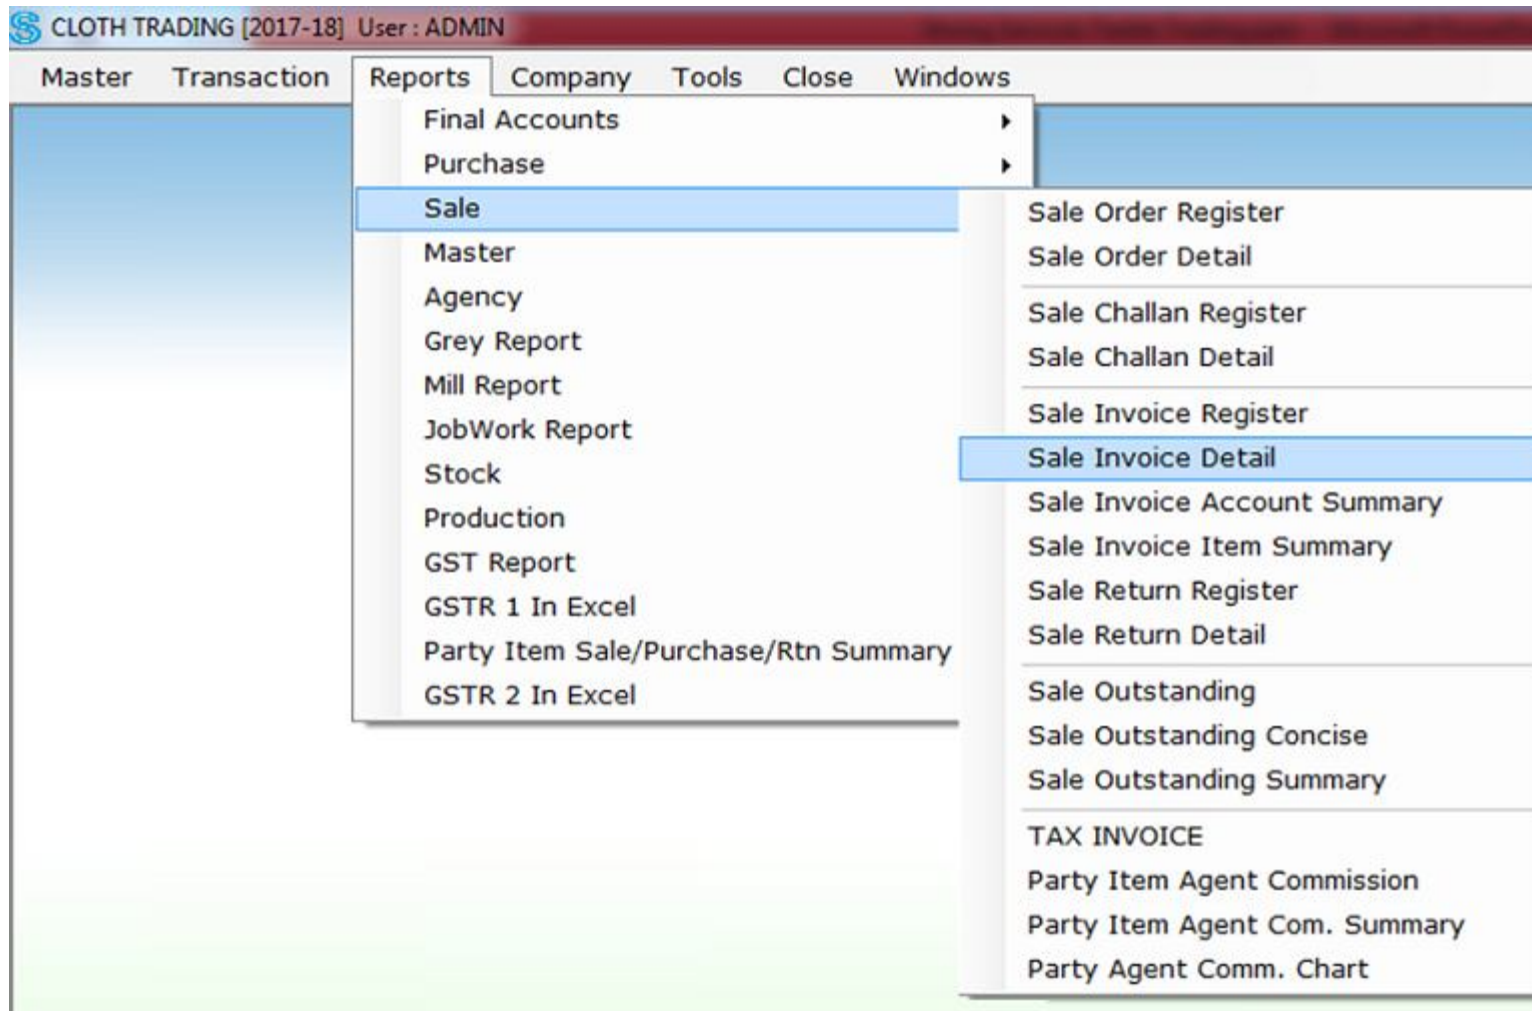 CLOTH TRADING [2017-18] User : ADMIN
Master Transaction Reports Company Tools Close Windows
Final Accounts
Purchase
Sale
Master
Agency
Grey Report
Mill Report
JobWork Report
Stock
Production
GST Report
GSTR 1 In Excel
Party Item Sale/Purchase/Rtn Summary
GSTR 2 In Excel
Sale Order Register
Sale Order Detail
Sale Challan Register
Sale Challan Detail
Sale Invoice Register
Sale Invoice Detail
Sale Invoice Account Summary
Sale Invoice Item Summary
Sale Return Register
Sale Return Detail
Sale Outstanding
Sale Outstanding Concise
Sale Outstanding Summary
TAX INVOICE
Party Item Agent Commission
Party Item Agent Com. Summary
Party Agent Comm. Chart